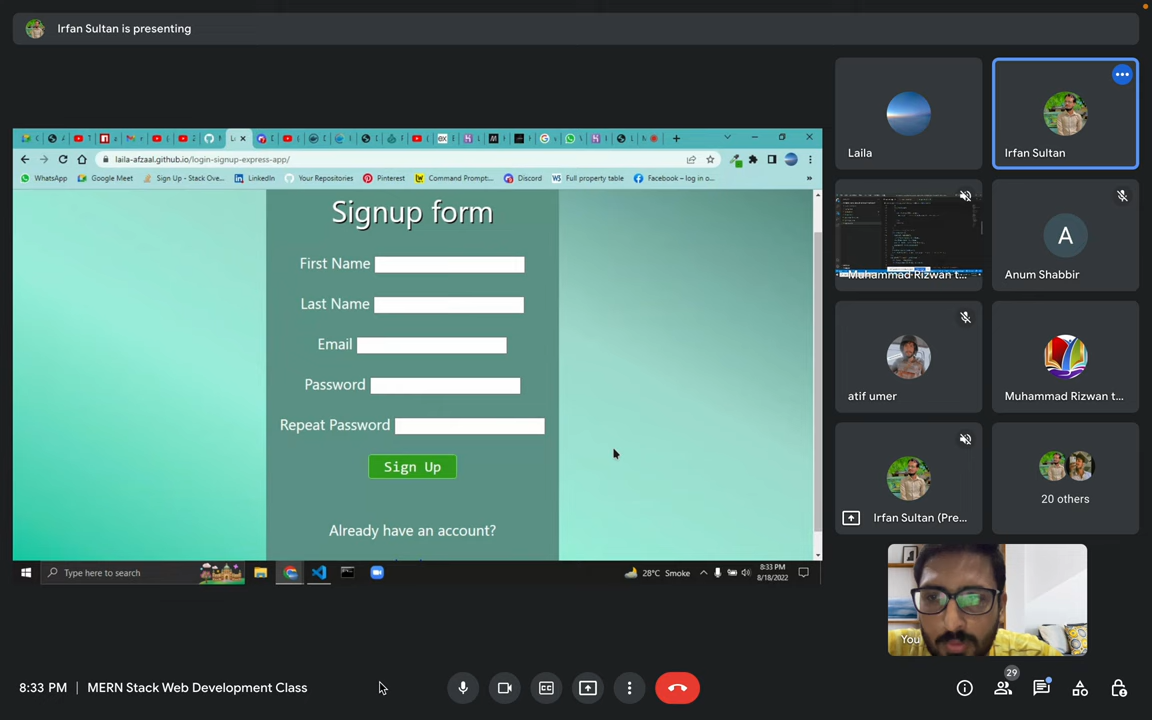 Irfan Sultan is presenting
laila-afzaal.github.io/login-signup-express-app/
WhatsApp Google Meet Sign Up - Stack Ove... LinkedIn Your Repositories Pinterest Command Prompt:... Discord Full property table Facebook – log in o... »
Signup form
First Name
Last Name
Email
Password
Repeat Password
Sign Up
Already have an account?
Type here to search
28°C Smoke
8:33 PM
8/18/2022
Laila
Irfan Sultan
Muhammad Rizwan t...
A
Anum Shabbir
atif umer
Muhammad Rizwan t...
Irfan Sultan (Pre...
20 others
You
8:33 PM | MERN Stack Web Development Class
29